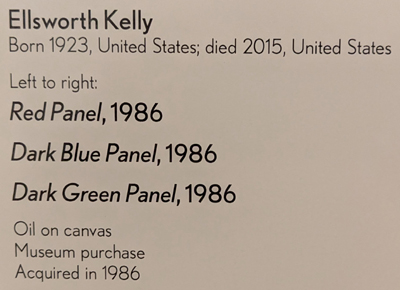 Ellsworth Kelly
Born 1923, United States; died 2015, United States
Left to right:
Red Panel, 1986
Dark Blue Panel, 1986
Dark Green Panel, 1986
Oil on canvas
Museum purchase
Acquired in 1986